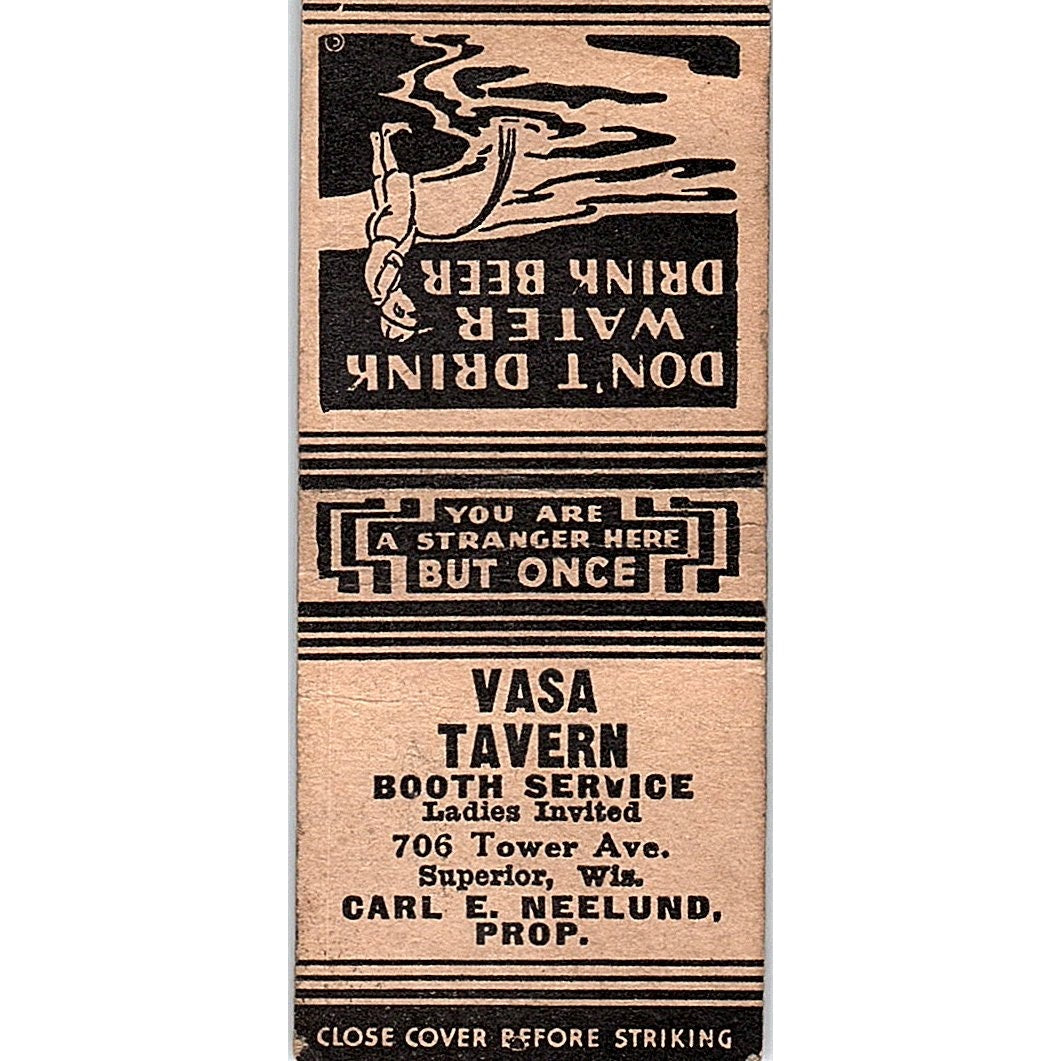 ©
DON'T DRINK
WATER
DRINK BEER
YOU ARE
A STRANGER HERE
BUT ONCE
VASA
TAVERN
BOOTH SERVICE
Ladies Invited
706 Tower Ave.
Superior, Wis.
CARL E. NEELUND,
PROP.
CLOSE COVER BEFORE STRIKING